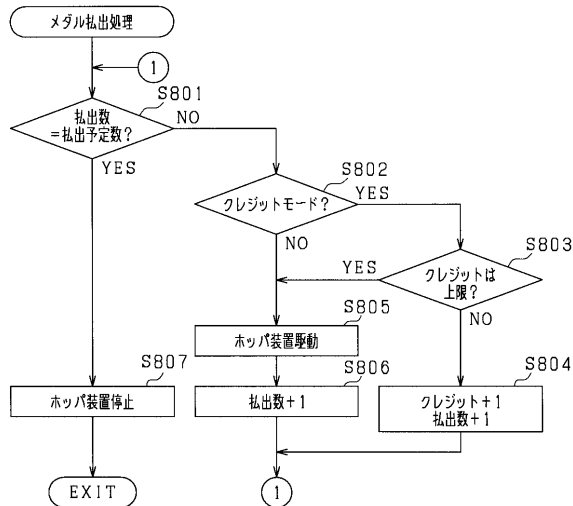 メダル払出処理
1
S801
払出数
=払出予定数?
NO
YES
S802
クレジットモード?
YES
NO
S803
クレジットは
上限?
YES
NO
S805
ホッパ装置駆動
S807
ホッパ装置停止
S806
払出数+1
S804
クレジット+1
払出数+1
EXIT
1